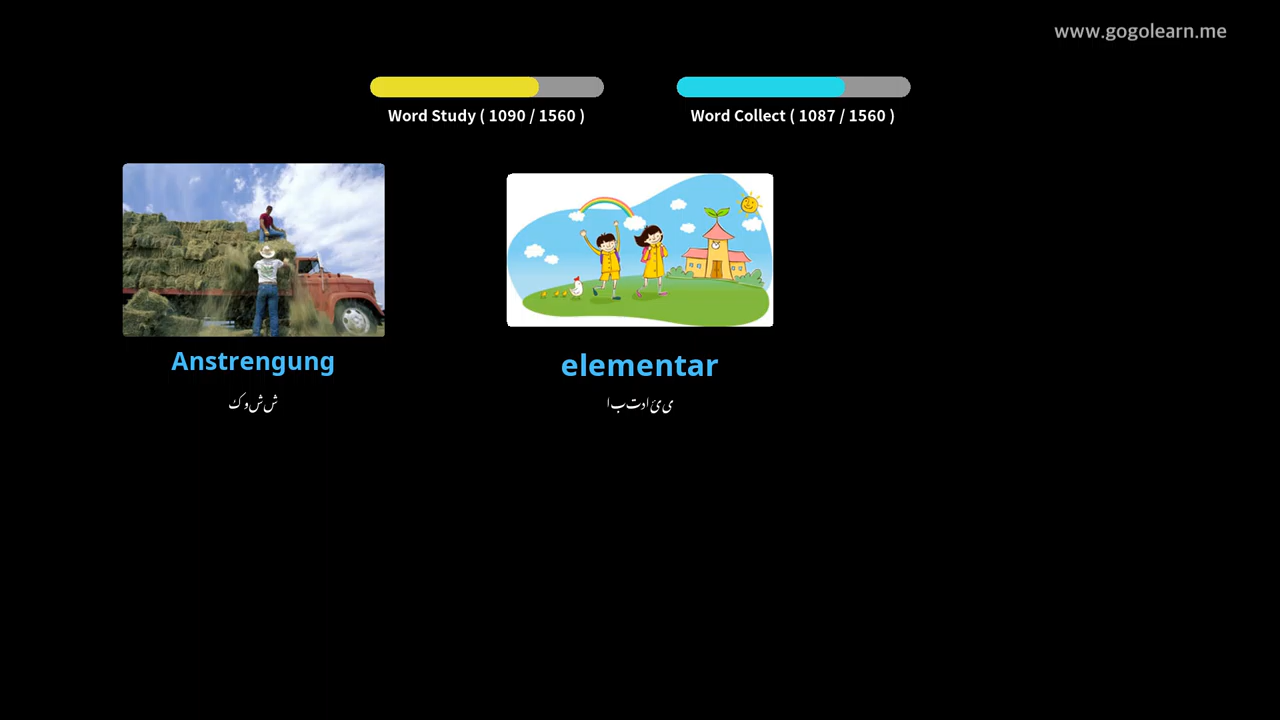 www.gogolearn.me
Word Study ( 1090 / 1560 )
Word Collect ( 1087 / 1560 )
Anstrengung
کوشش
elementar
ابتدائی